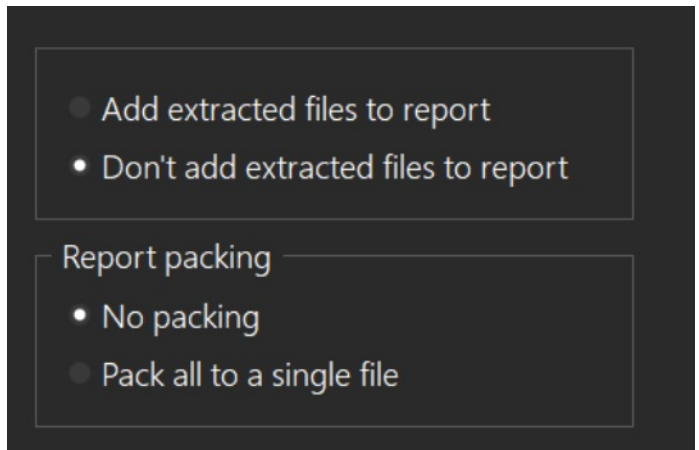 Add extracted files to report
Don't add extracted files to report
Report packing
No packing
Pack all to a single file